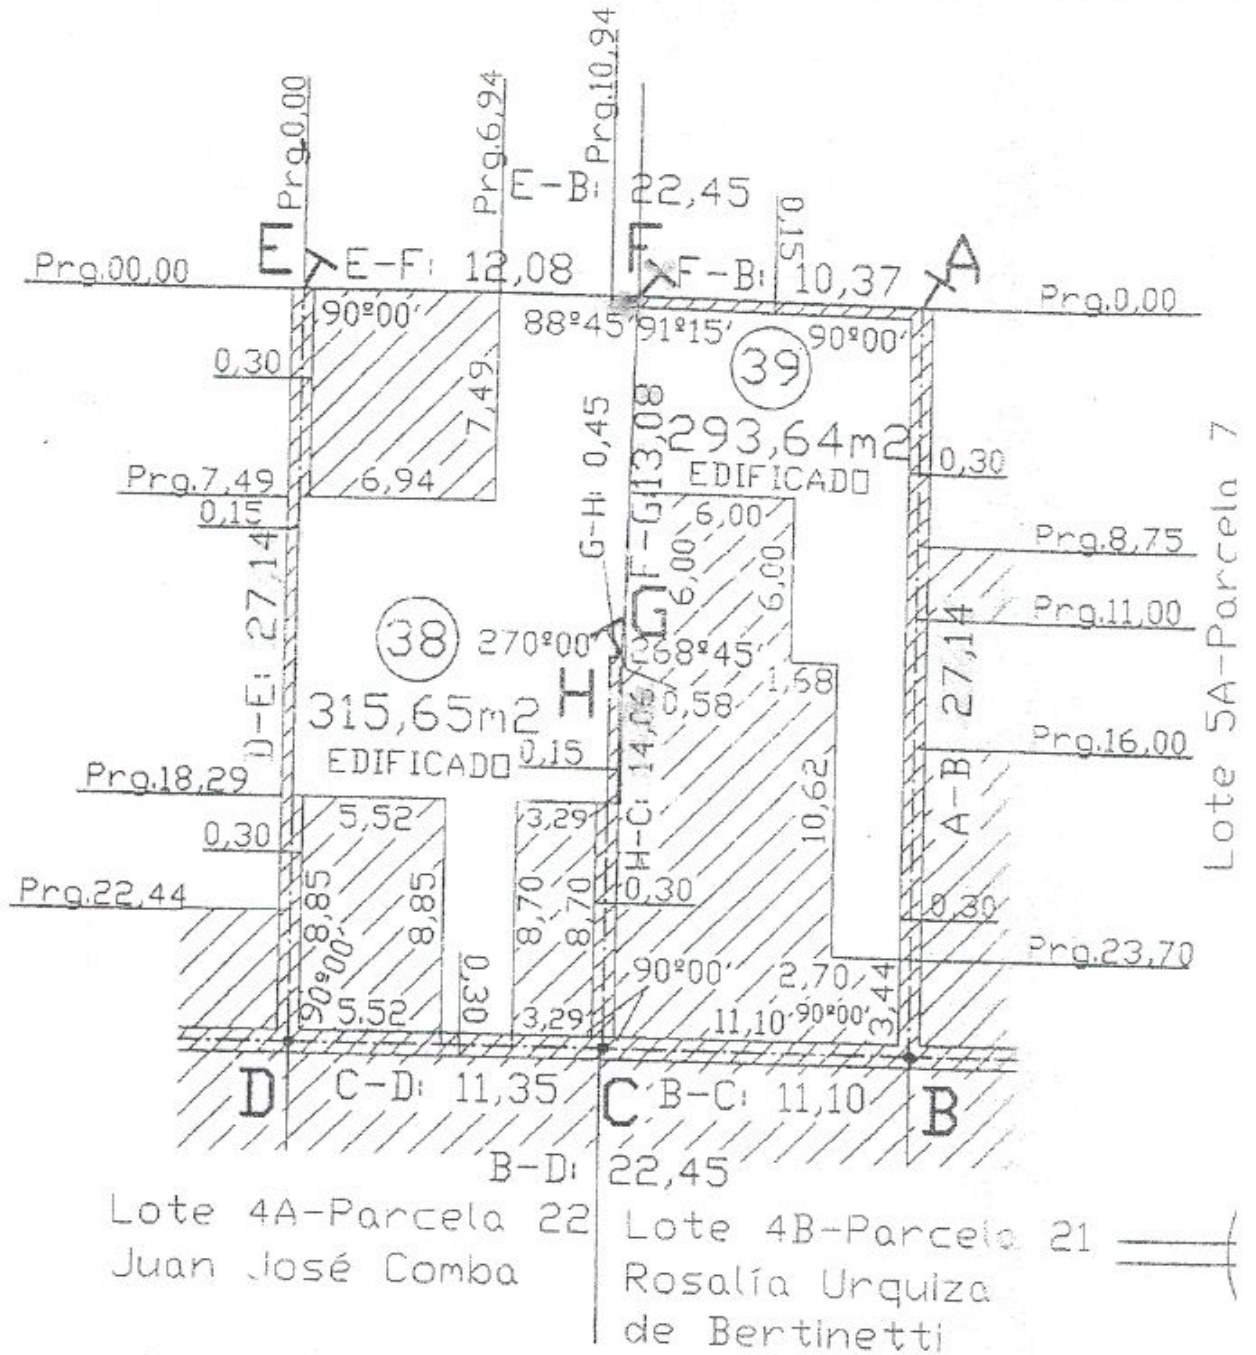 Prg.0,00
Prg.6,94
Prg.10,94
E-B: 22,45
0,15
E
E-F: 12,08
F
F-B: 10,37
A
Prg.00,00
Prg.0,00
90º00'
88º45'
91º15'
90º00'
39
0,30
7,49
G-H: 0,45
F-G:13,08
293,64m2
EDIFICADO
0,30
Lote 5A-Parcela 7
Prg.7,49
6,94
0,15
6,00
6,00
6,00
Prg.8,75
Prg.11,00
D-E: 27,14
A-B: 27,14
38
270º00'
G
268º45'
H
0,58
1,68
315,65m2
EDIFICADO
0,15
H-C: 14,06
Prg.16,00
Prg.18,29
5,52
3,29
10,62
0,30
Prg.22,44
8,85
8,85
8,70
8,70
0,30
0,30
Prg.23,70
90º00'
0,30
90º00'
2,70
3,44
5.52
3,29
11,10
90º00'
D
C-D: 11,35
C
B-C: 11,10
B
B-D: 22,45
Lote 4A-Parcela 22
Juan José Comba
Lote 4B-Parcela 21
Rosalía Urquiza
de Bertinetti